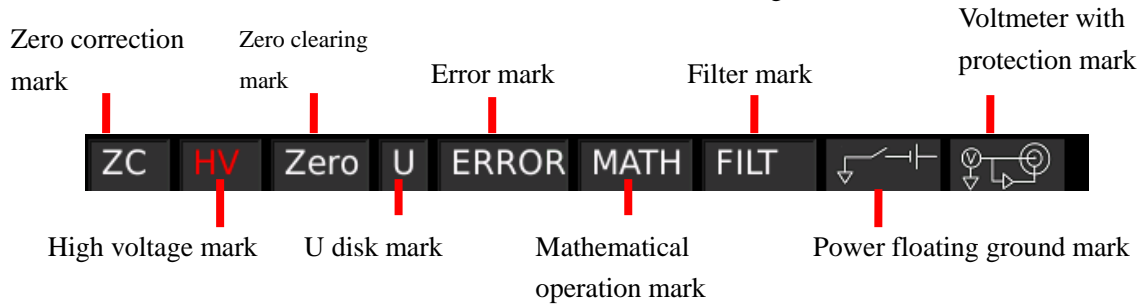 Voltmeter with
protection mark
Zero correction
mark
Zero clearing
mark
Error mark
Filter mark
ZC HV Zero U ERROR MATH FILT V
High voltage mark
U disk mark
Mathematical
operation mark
Power floating ground mark